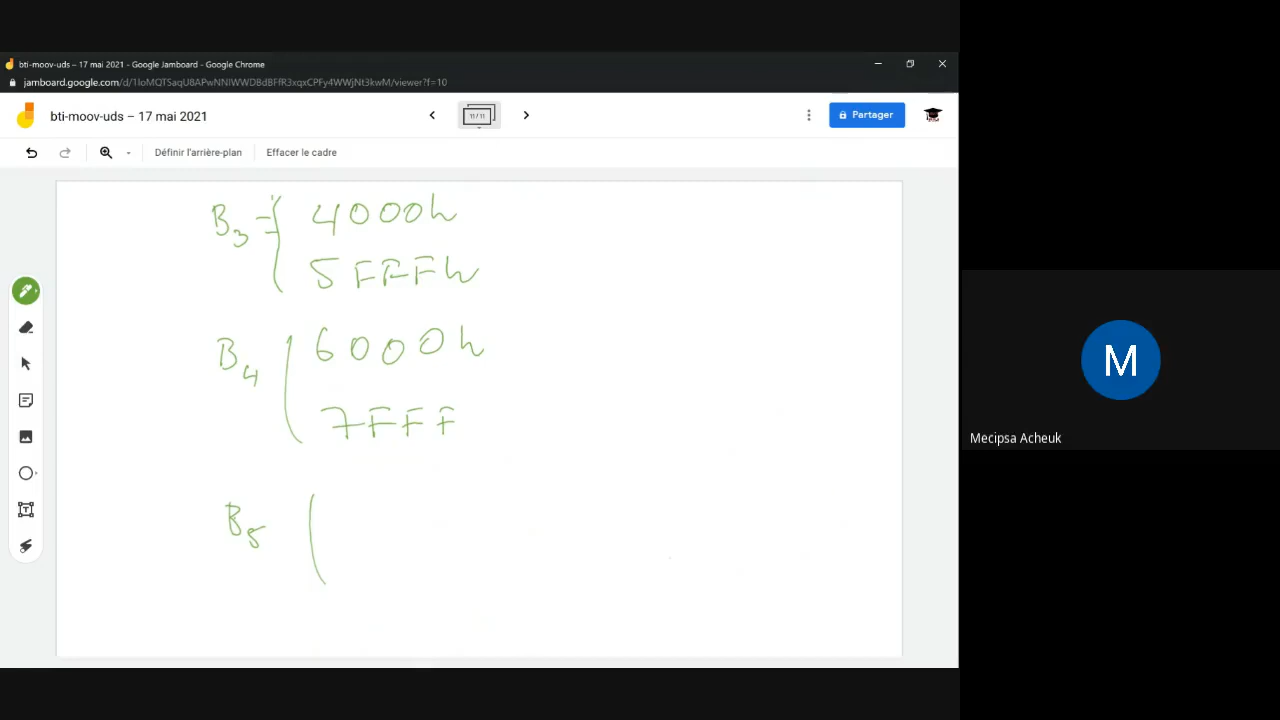 bti-moov-uds – 17 mai 2021 - Google Jamboard - Google Chrome
jamboard.google.com/d/1loMQTSaqU8APwNNIWWD8dBFfR3xqxCPFy4WWjNt3kwM/viewer?f=10
bti-moov-uds – 17 mai 2021
11 / 11
Partager
Définir l'arrière-plan
Effacer le cadre
B3 { 4000h
5FFFh
B4 ( 6000h
7FFF
B5 (
M
Mecipsa Acheuk